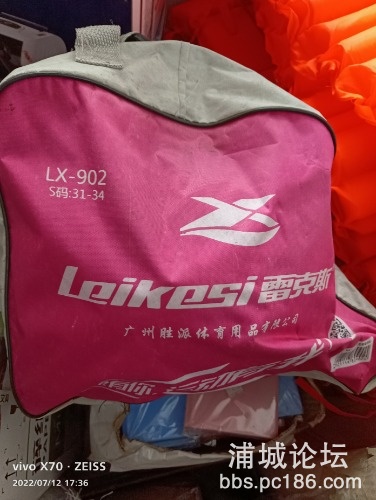 LX-902
S码:31-34
Leikesi雷克斯
广州胜派体育用品有限公司
vivo X70 · ZEISS
2022/07/12 17:36
浦城论坛
bbs.pc186.com